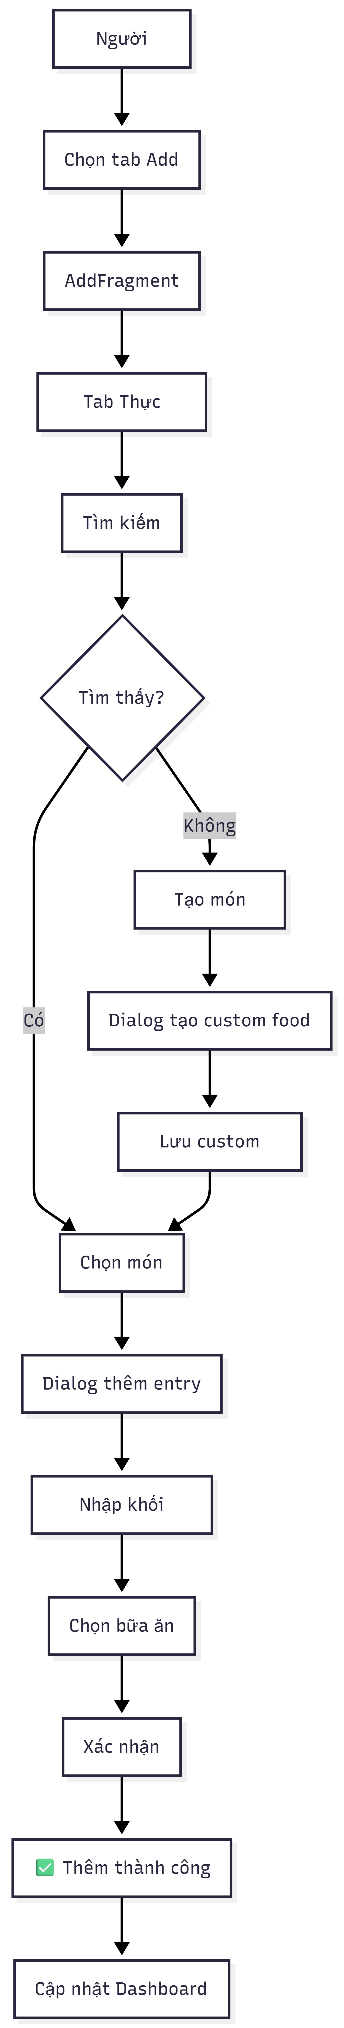 Người
Chọn tab Add
AddFragment
Tab Thực
Tìm kiếm
Tìm thấy?
Không
Tạo món
Có
Dialog tạo custom food
Lưu custom
Chọn món
Dialog thêm entry
Nhập khối
Chọn bữa ăn
Xác nhận
✅ Thêm thành công
Cập nhật Dashboard